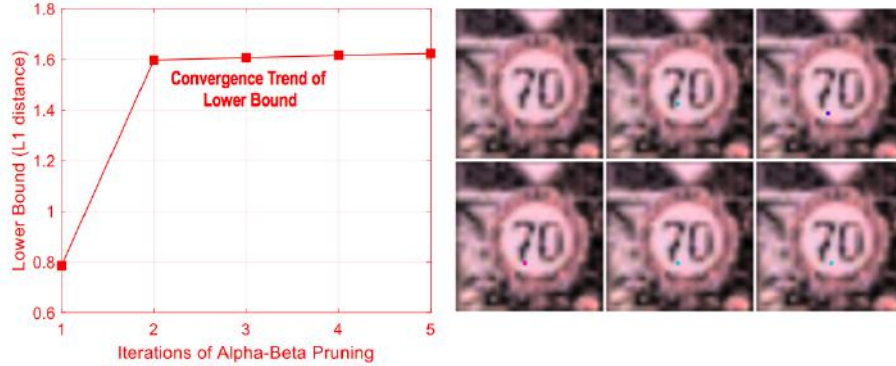 1.8
1.6
1.4
1.2
1
0.8
0.6
Lower Bound (L1 distance)
Convergence Trend of
Lower Bound
1 2 3 4 5
Iterations of Alpha-Beta Pruning
70 70 70
70 70 70